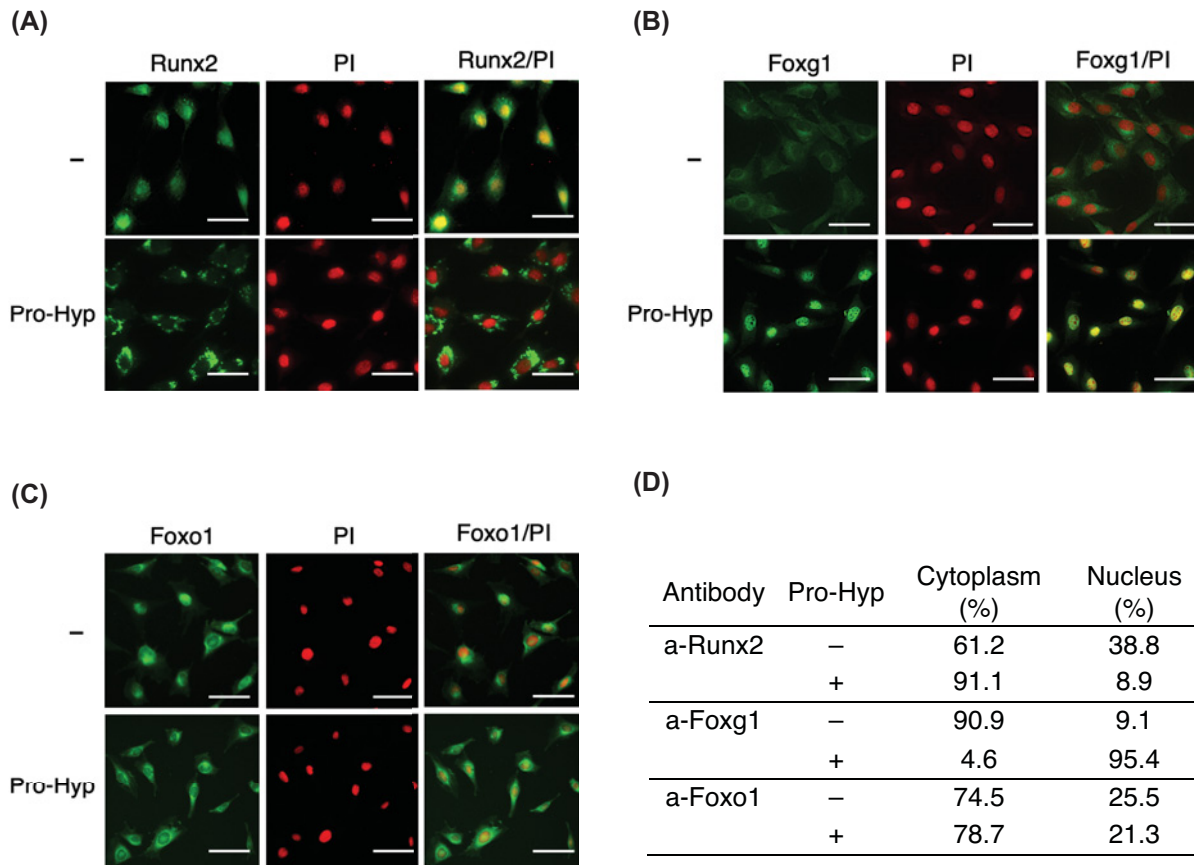 (A)
Runx2 PI Runx2/PI
–
Pro-Hyp
(B)
Foxg1 PI Foxg1/PI
–
Pro-Hyp
(C)
Foxo1 PI Foxo1/PI
–
Pro-Hyp
(D)
Antibody Pro-Hyp Cytoplasm (%) Nucleus (%)
a-Runx2 – 61.2 38.8
+ 91.1 8.9
a-Foxg1 – 90.9 9.1
+ 4.6 95.4
a-Foxo1 – 74.5 25.5
+ 78.7 21.3